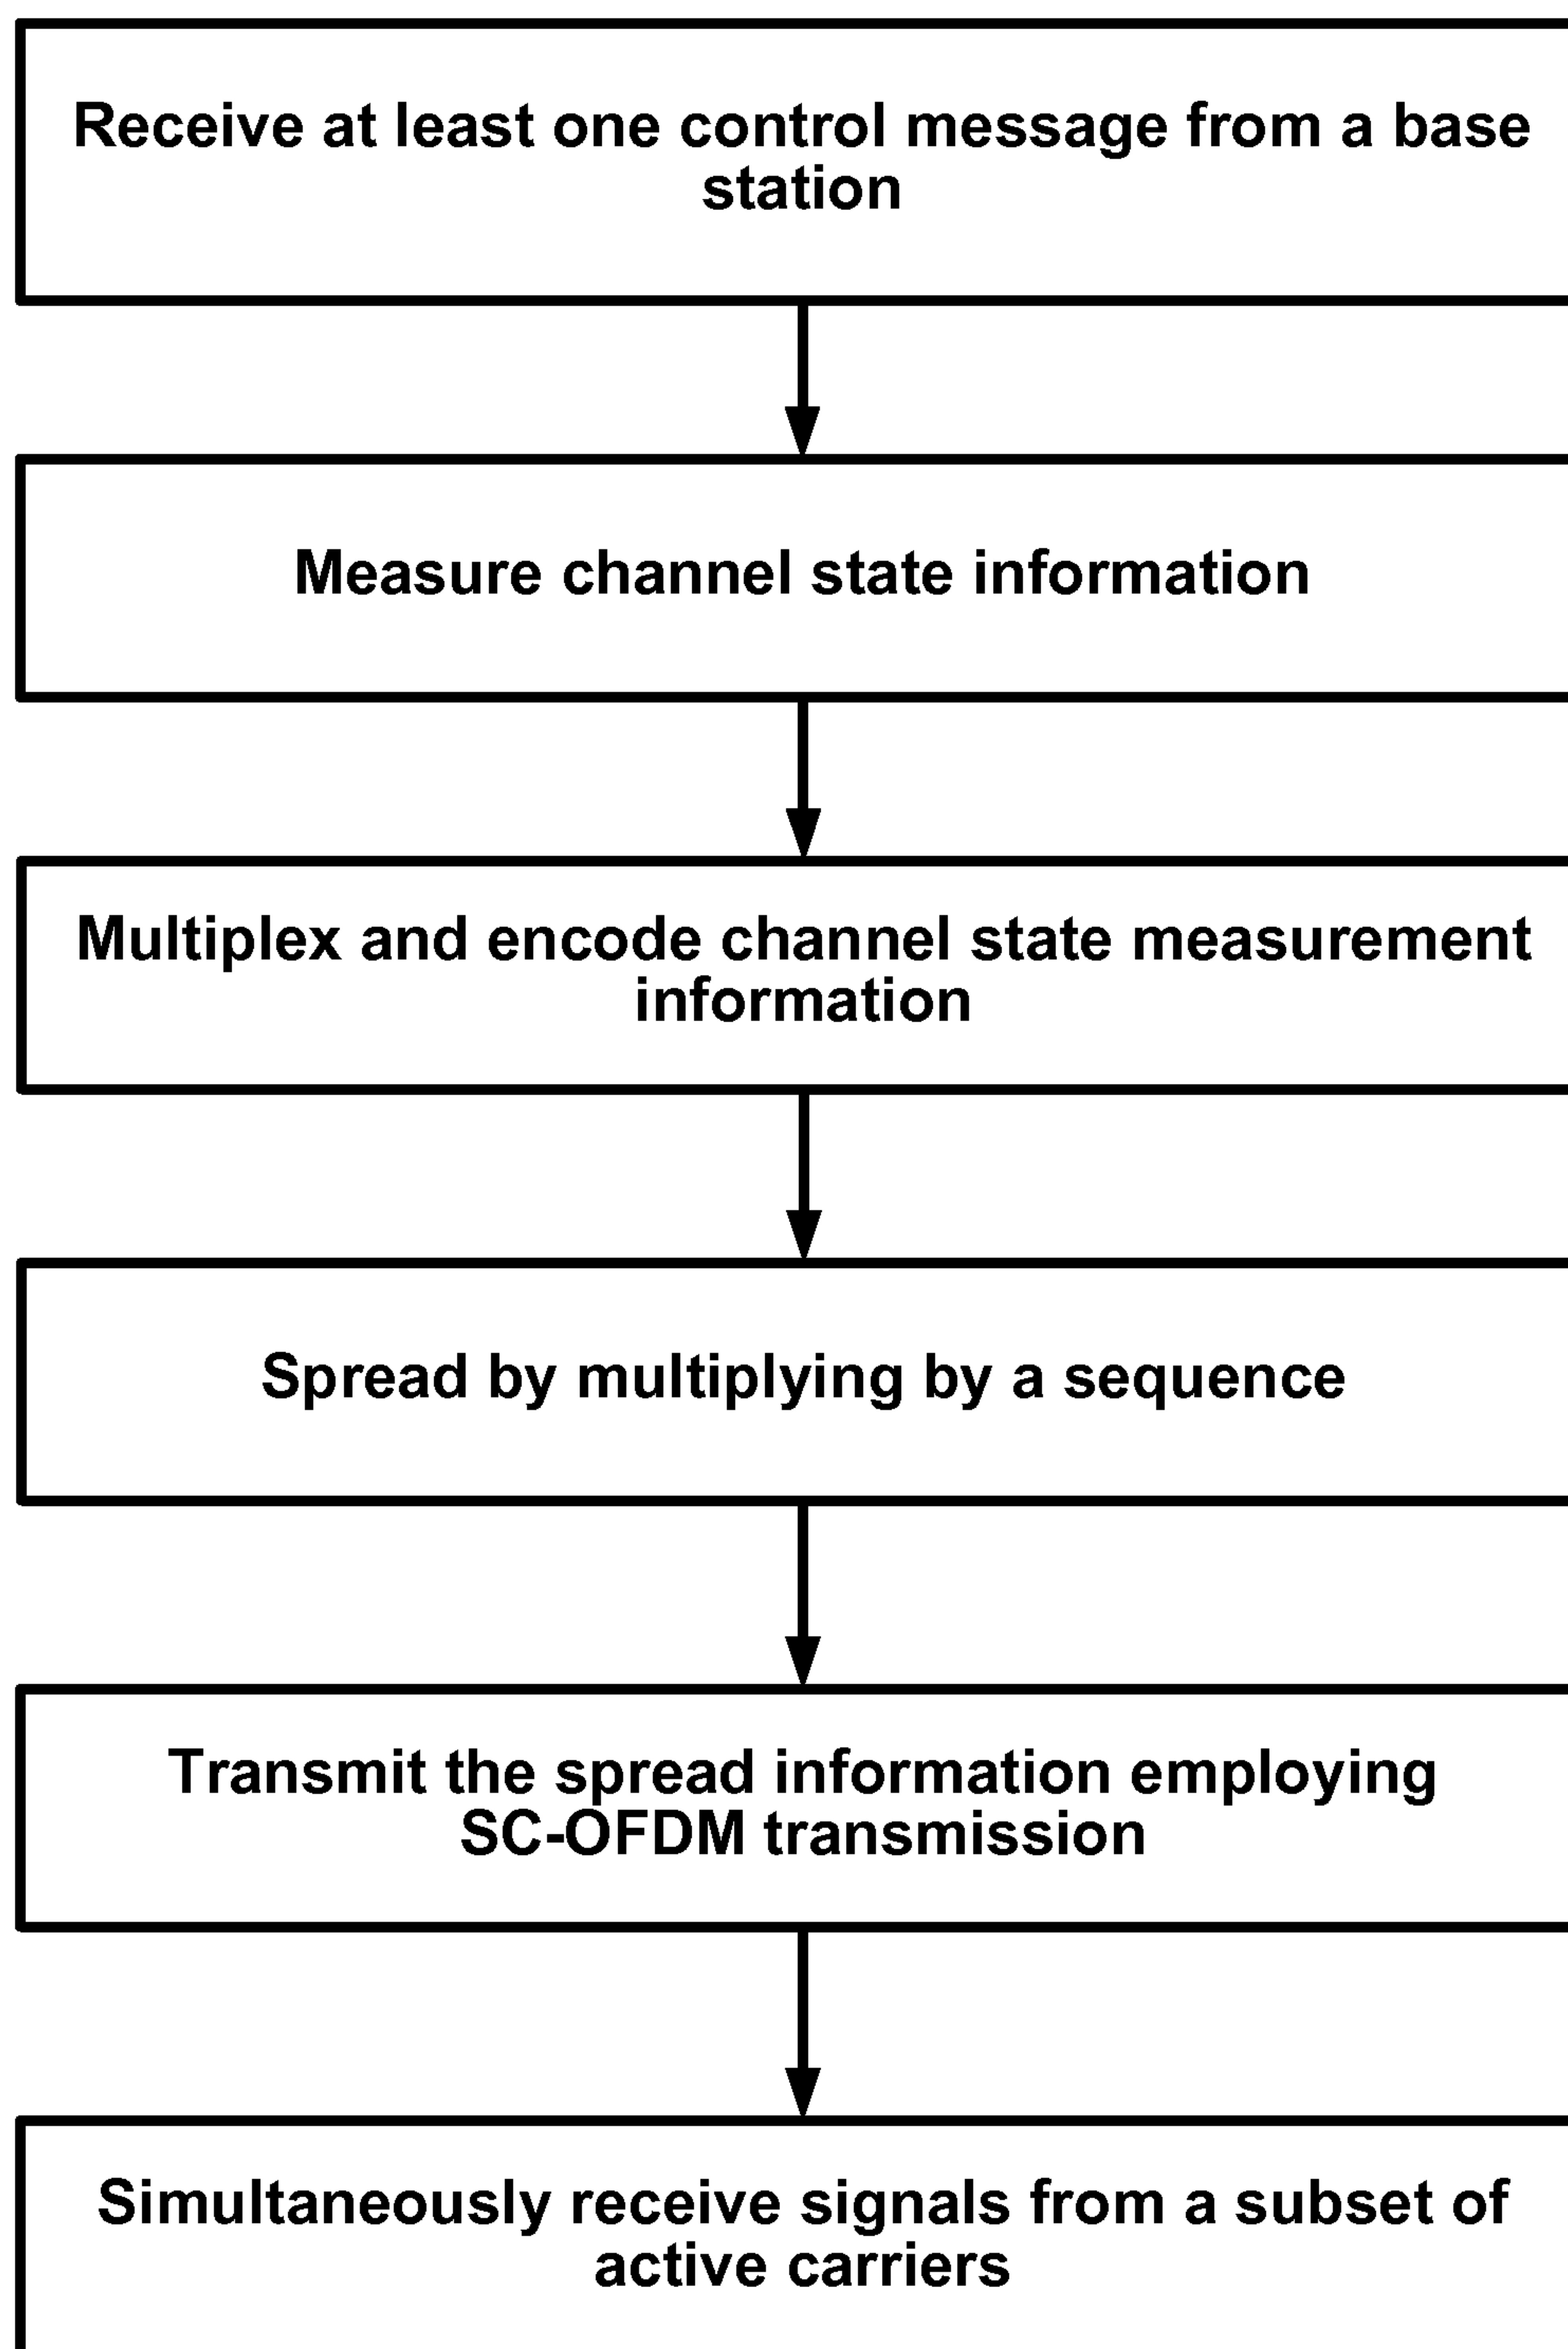 Receive at least one control message from a base
station
Measure channel state information
Multiplex and encode channel state measurement
information
Spread by multiplying by a sequence
Transmit the spread information employing
SC-OFDM transmission
Simultaneously receive signals from a subset of
active carriers